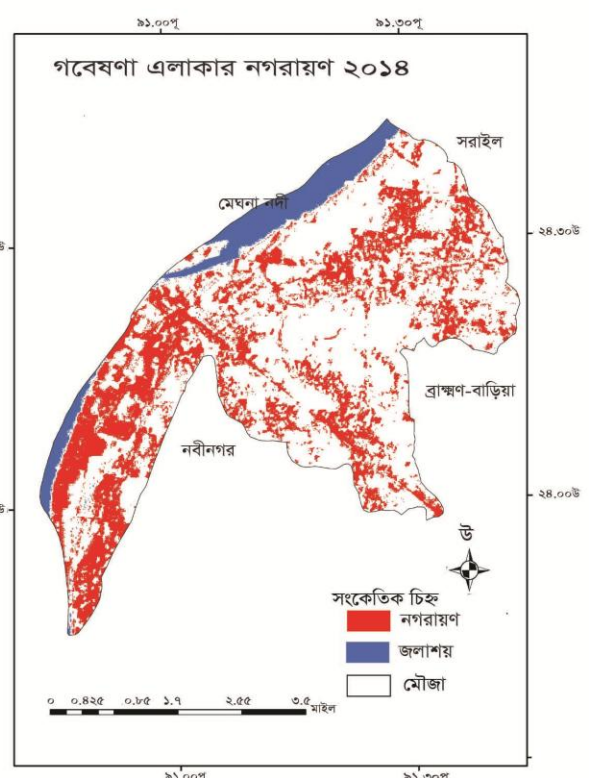 ৯১.০০পূ ৯১.৩০পূ
গবেষণা এলাকার নগরায়ণ ২০১৪
সরাইল
মেঘনা নদী
২৪.৩০উ
ব্রাহ্মণ-বাড়িয়া
নবীনগর
২৪.০০উ
উ
সংকেতিক চিহ্ন
নগরায়ণ
জলাশয়
মৌজা
০ ০.৪২৫ ০.৮৫ ১.৭ ২.৫৫ ৩.৫
মাইল
৯১.০০পূ ৯১.৩০পূ